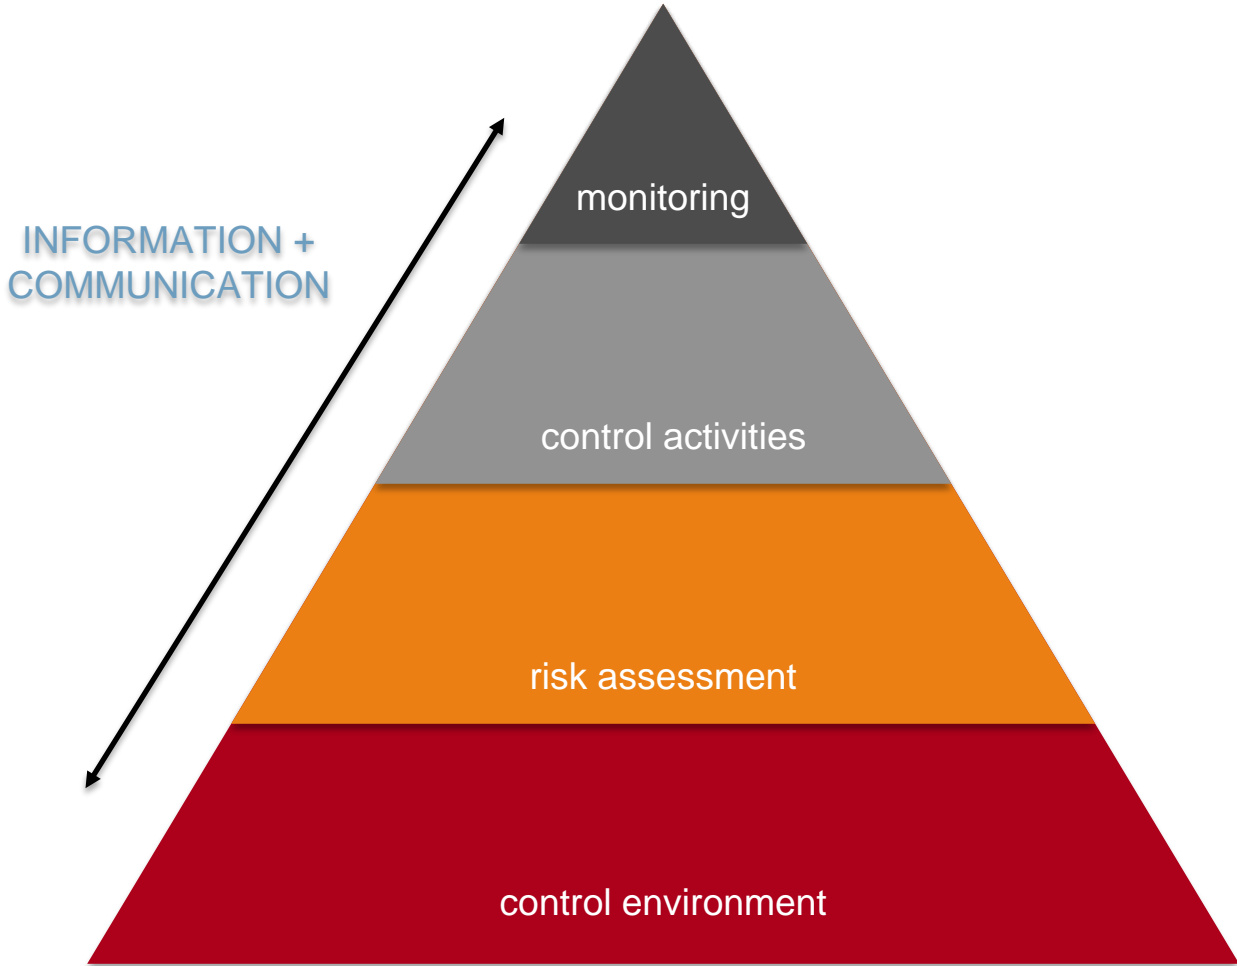 monitoring
INFORMATION +
COMMUNICATION
control activities
risk assessment
control environment